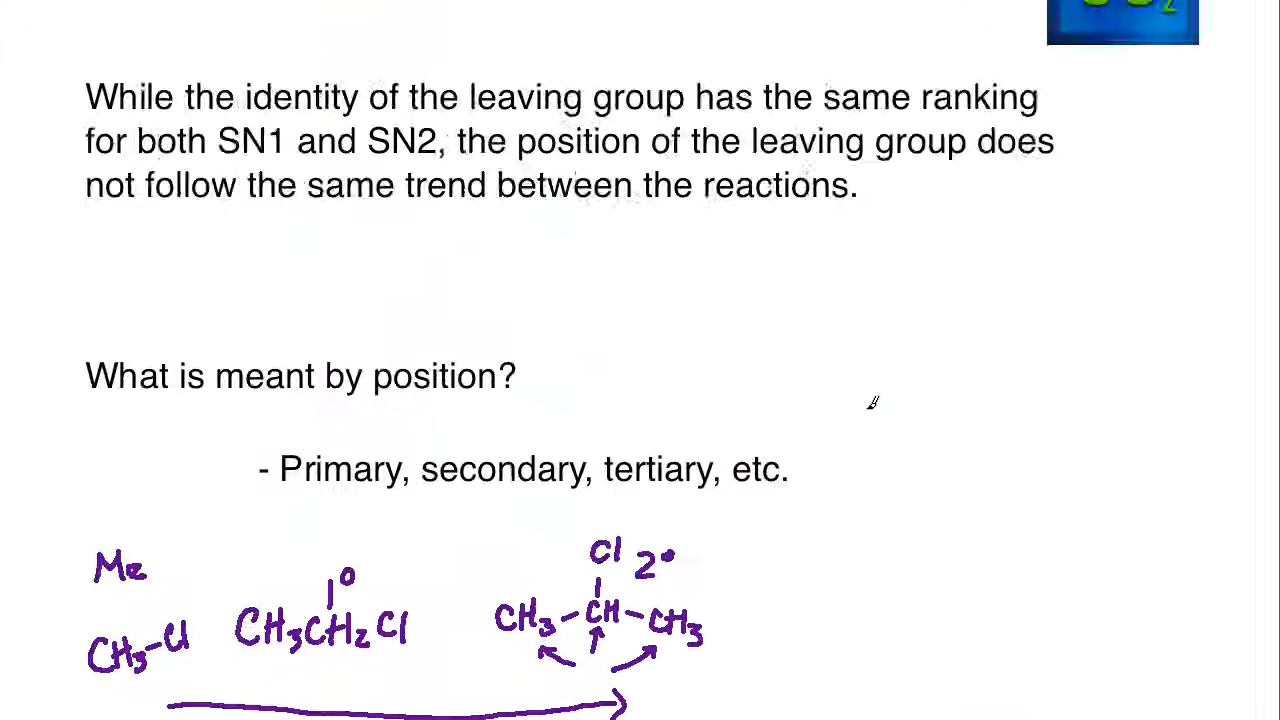 While the identity of the leaving group has the same ranking
for both SN1 and SN2, the position of the leaving group does
not follow the same trend between the reactions.
What is meant by position?
- Primary, secondary, tertiary, etc.
Me
1°
Cl 2°
CH3-Cl
CH3CH2Cl
CH3-CH-CH3